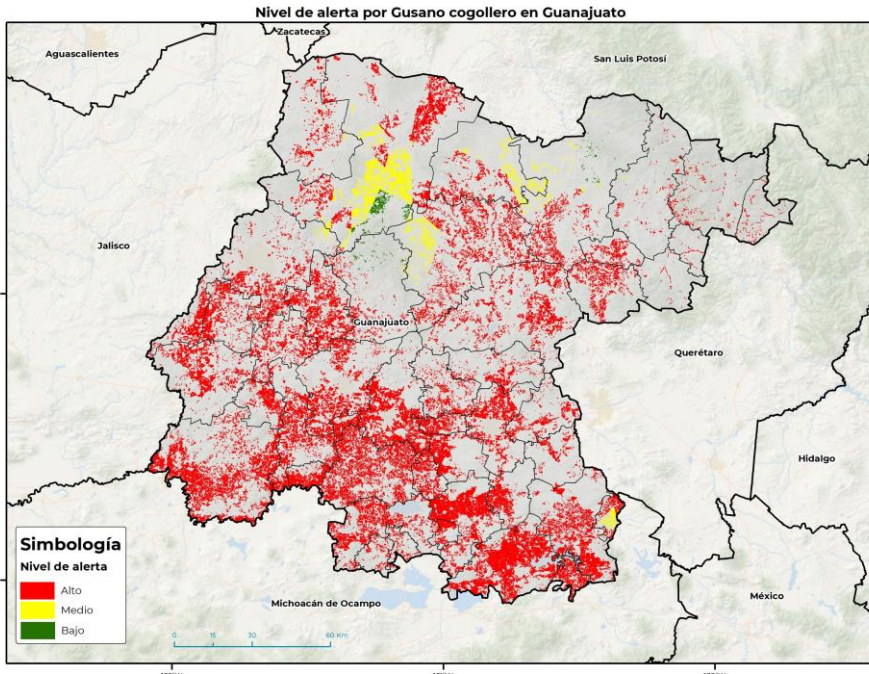 Nivel de alerta por Gusano cogollero en Guanajuato
Zacatecas
Aguascalientes
San Luis Potosí
Jalisco
Guanajuato
Querétaro
Hidalgo
Simbología
Nivel de alerta
Alto
Medio
Bajo
Michoacán de Ocampo
México
0 15 30 60 Km